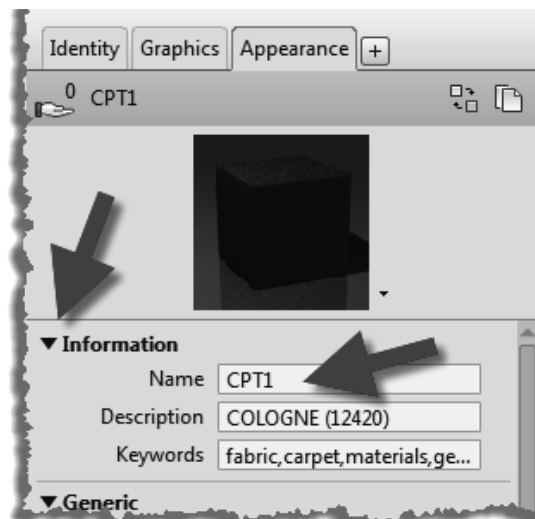 Identity Graphics Appearance +
0 CPT1
Information
Name CPT1
Description COLOGNE (12420)
Keywords fabric,carpet,materials,ge...
Generic